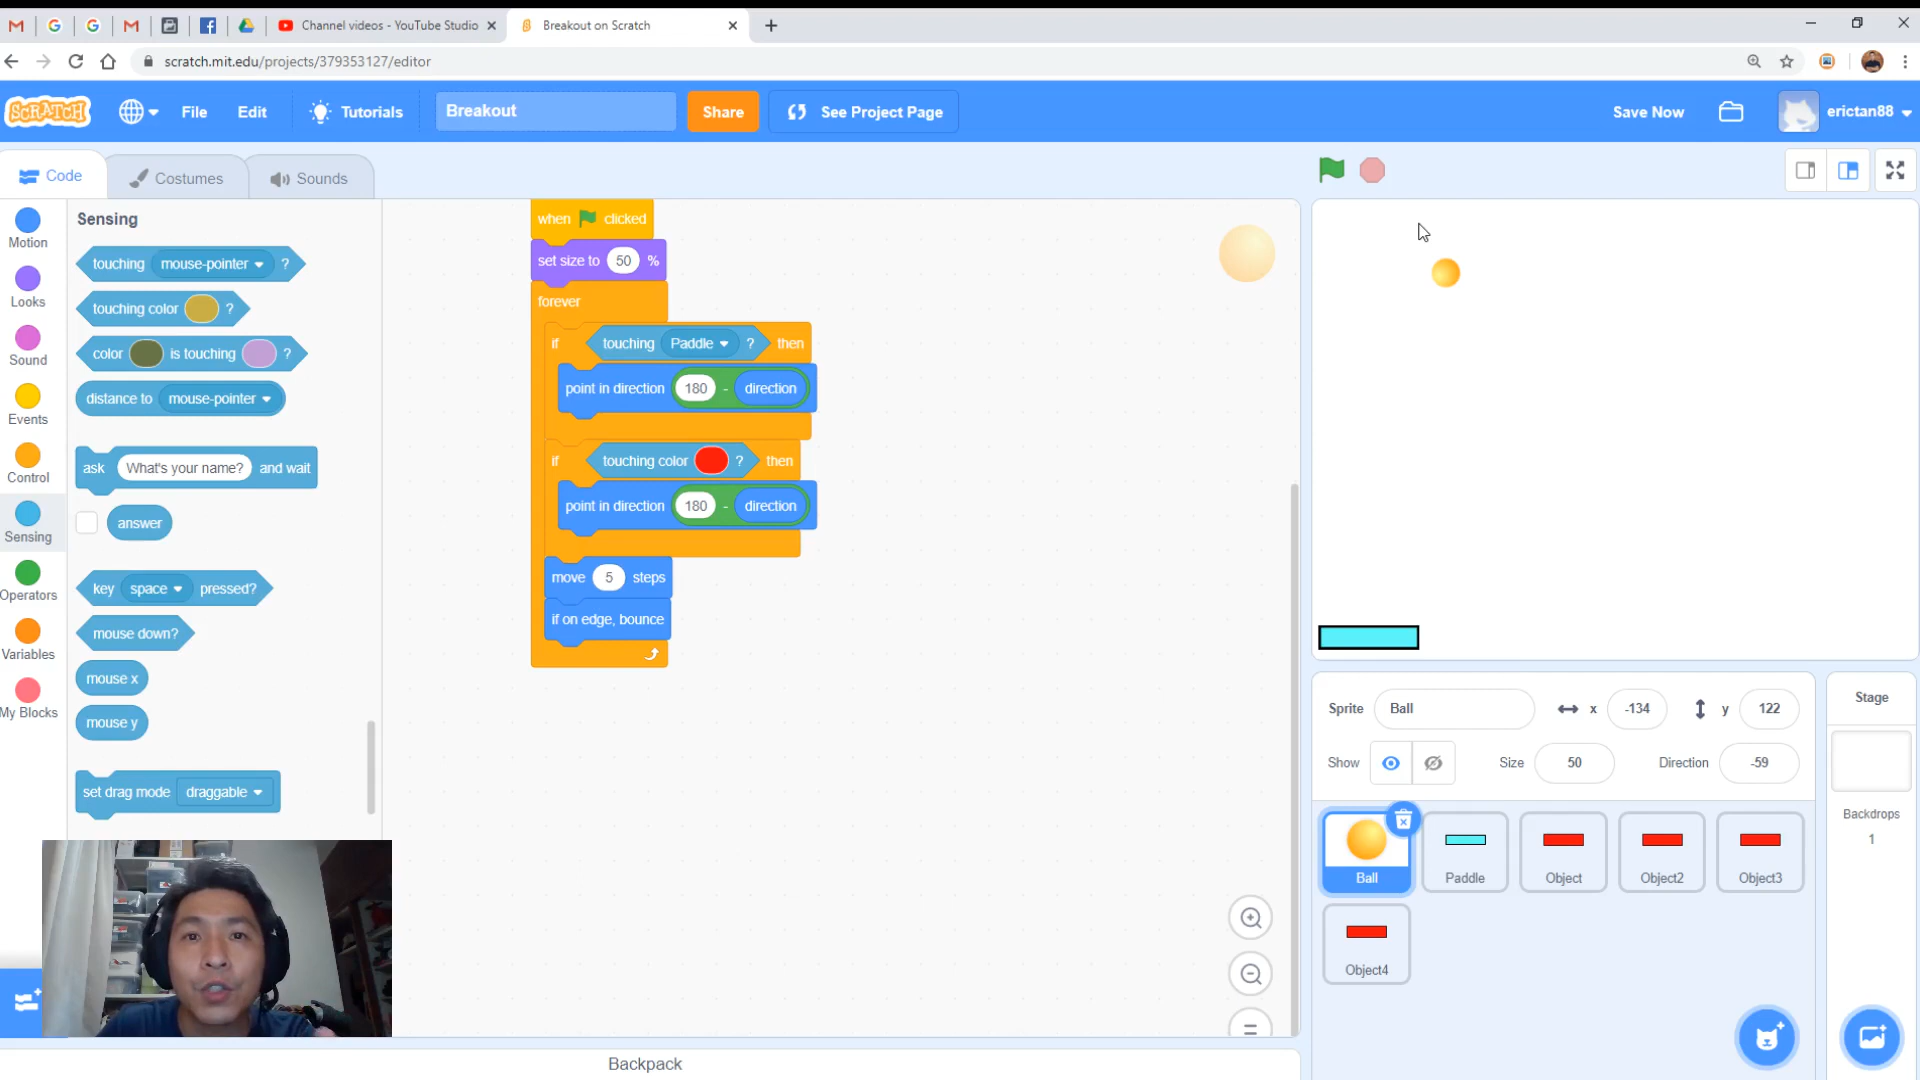 Channel videos - YouTube Studio
Breakout on Scratch
scratch.mit.edu/projects/379353127/editor
SCRATCH
File
Edit
Tutorials
Breakout
Share
See Project Page
Save Now
erictan88
Code
Costumes
Sounds
Motion
Looks
Sound
Events
Control
Sensing
Operators
Variables
My Blocks
Sensing
touching mouse-pointer ?
touching color ?
color is touching ?
distance to mouse-pointer
ask What's your name? and wait
answer
key space pressed?
mouse down?
mouse x
mouse y
set drag mode draggable
when clicked
set size to 50 %
forever
if touching Paddle ? then
point in direction 180 - direction
if touching color ? then
point in direction 180 - direction
move 5 steps
if on edge, bounce
Sprite Ball x -134 y 122
Show Size 50 Direction -59
Ball
Paddle
Object
Object2
Object3
Object4
Stage
Backdrops
1
Backpack